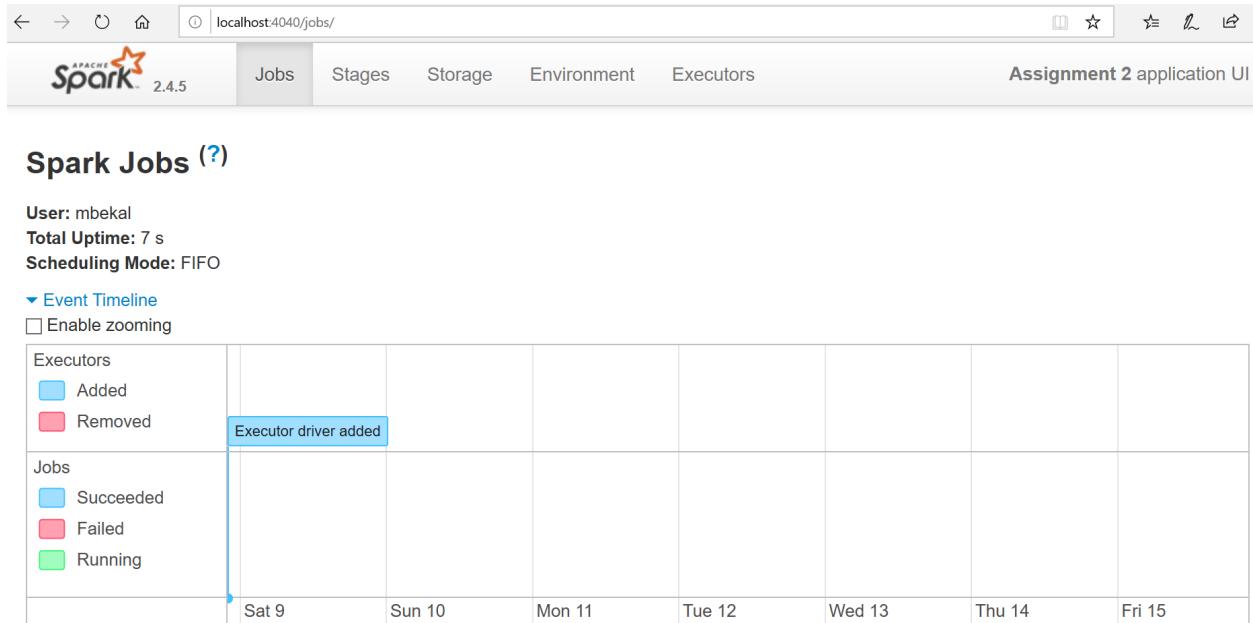 localhost:4040/jobs/
APACHE
Spark 2.4.5
Jobs Stages Storage Environment Executors Assignment 2 application UI
Spark Jobs (?)
User: mbekal
Total Uptime: 7 s
Scheduling Mode: FIFO
Event Timeline
Enable zooming
Executors
Added
Removed
Executor driver added
Jobs
Succeeded
Failed
Running
Sat 9 Sun 10 Mon 11 Tue 12 Wed 13 Thu 14 Fri 15